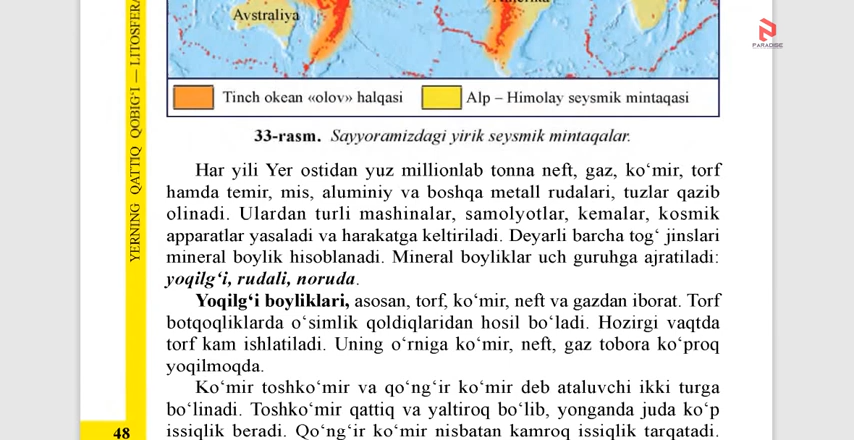 Avstraliya
Amerika
PARADISE
YERNING QATTIQ QOBIG‘I — LITOSFERA
Tinch okean «olov» halqasi
Alp – Himolay seysmik mintaqasi
33-rasm. Sayyoramizdagi yirik seysmik mintaqalar.
Har yili Yer ostidan yuz millionlab tonna neft, gaz, ko‘mir, torf
hamda temir, mis, aluminiy va boshqa metall rudalari, tuzlar qazib
olinadi. Ulardan turli mashinalar, samolyotlar, kemalar, kosmik
apparatlar yasaladi va harakatga keltiriladi. Deyarli barcha tog‘ jinslari
mineral boylik hisoblanadi. Mineral boyliklar uch guruhga ajratiladi:
yoqilg‘i, rudali, noruda.
Yoqilg‘i boyliklari, asosan, torf, ko‘mir, neft va gazdan iborat. Torf
botqoqliklarda o‘simlik qoldiqlaridan hosil bo‘ladi. Hozirgi vaqtda
torf kam ishlatiladi. Uning o‘rniga ko‘mir, neft, gaz tobora ko‘proq
yoqilmoqda.
Ko‘mir toshko‘mir va qo‘ng‘ir ko‘mir deb ataluvchi ikki turga
bo‘linadi. Toshko‘mir qattiq va yaltiroq bo‘lib, yonganda juda ko‘p
issiqlik beradi. Qo‘ng‘ir ko‘mir nisbatan kamroq issiqlik tarqatadi.
48